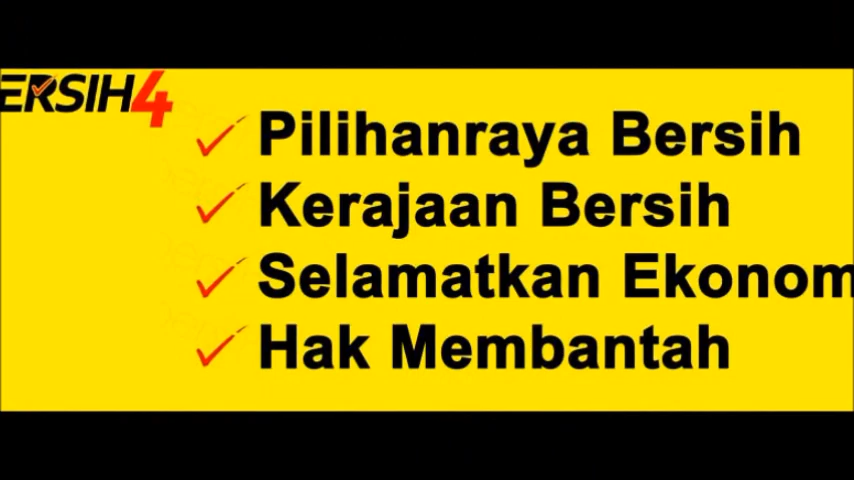 ERSIH4
Pilihanraya Bersih
Kerajaan Bersih
Selamatkan Ekonom
Hak Membantah